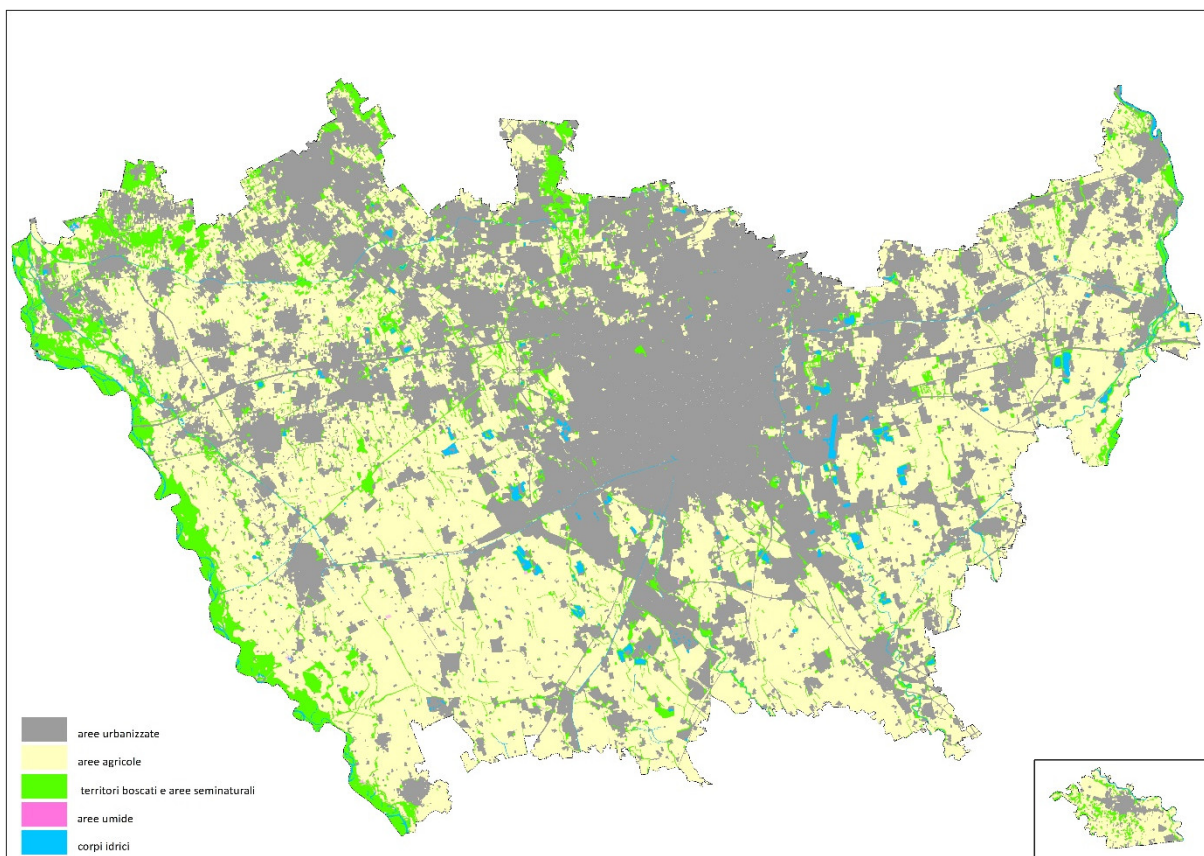 aree urbanizzate
aree agricole
territori boscati e aree seminaturali
aree umide
corpi idrici